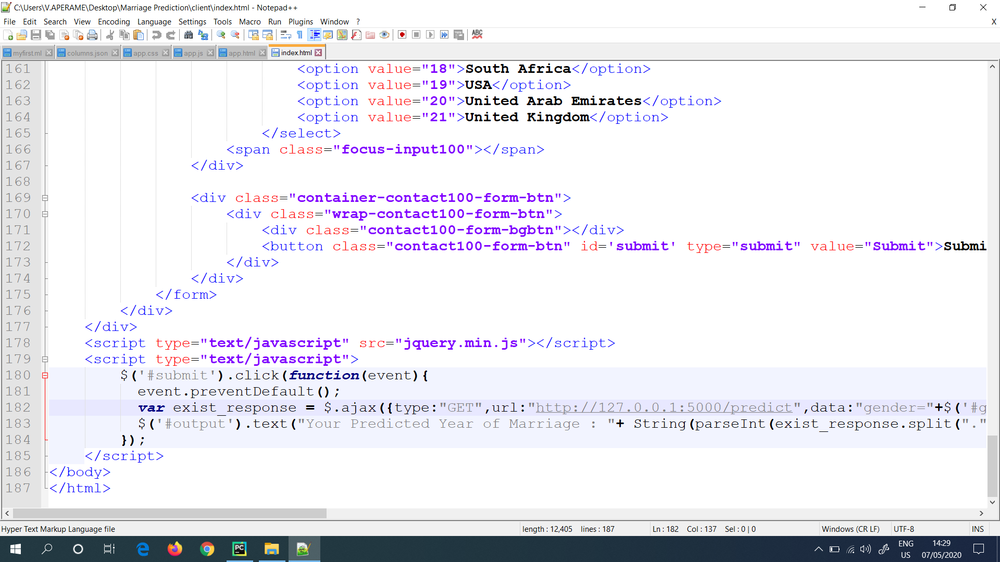 C:\Users\V.APERAME\Desktop\Marriage Prediction\client\index.html - Notepad++
File Edit Search View Encoding Language Settings Tools Macro Run Plugins Window ? X
ABC
myfirst.ml columns.json app.css app.js app.html index.html
161 <option value="18">South Africa</option>
162 <option value="19">USA</option>
163 <option value="20">United Arab Emirates</option>
164 <option value="21">United Kingdom</option>
165 </select>
166 <span class="focus-input100"></span>
167 </div>
168
169 <div class="container-contact100-form-btn">
170 <div class="wrap-contact100-form-btn">
171 <div class="contact100-form-bgbtn"></div>
172 <button class="contact100-form-btn" id='submit' type="submit" value="Submit">Submi
173 </div>
174 </div>
175 </form>
176 </div>
177 </div>
178 <script type="text/javascript" src="jquery.min.js"></script>
179 <script type="text/javascript">
180 $('#submit').click(function(event){
181 event.preventDefault();
182 var exist_response = $.ajax({type:"GET",url:"http://127.0.0.1:5000/predict",data:"gender="+$('#g
183 $('#output').text("Your Predicted Year of Marriage : "+ String(parseInt(exist_response.split("."
184 });
185 </script>
186 </body>
187 </html>
Hyper Text Markup Language file length : 12,405 lines : 187 Ln : 182 Col : 137 Sel : 0 | 0 Windows (CR LF) UTF-8 INS
PC
ENG
US
14:29
07/05/2020